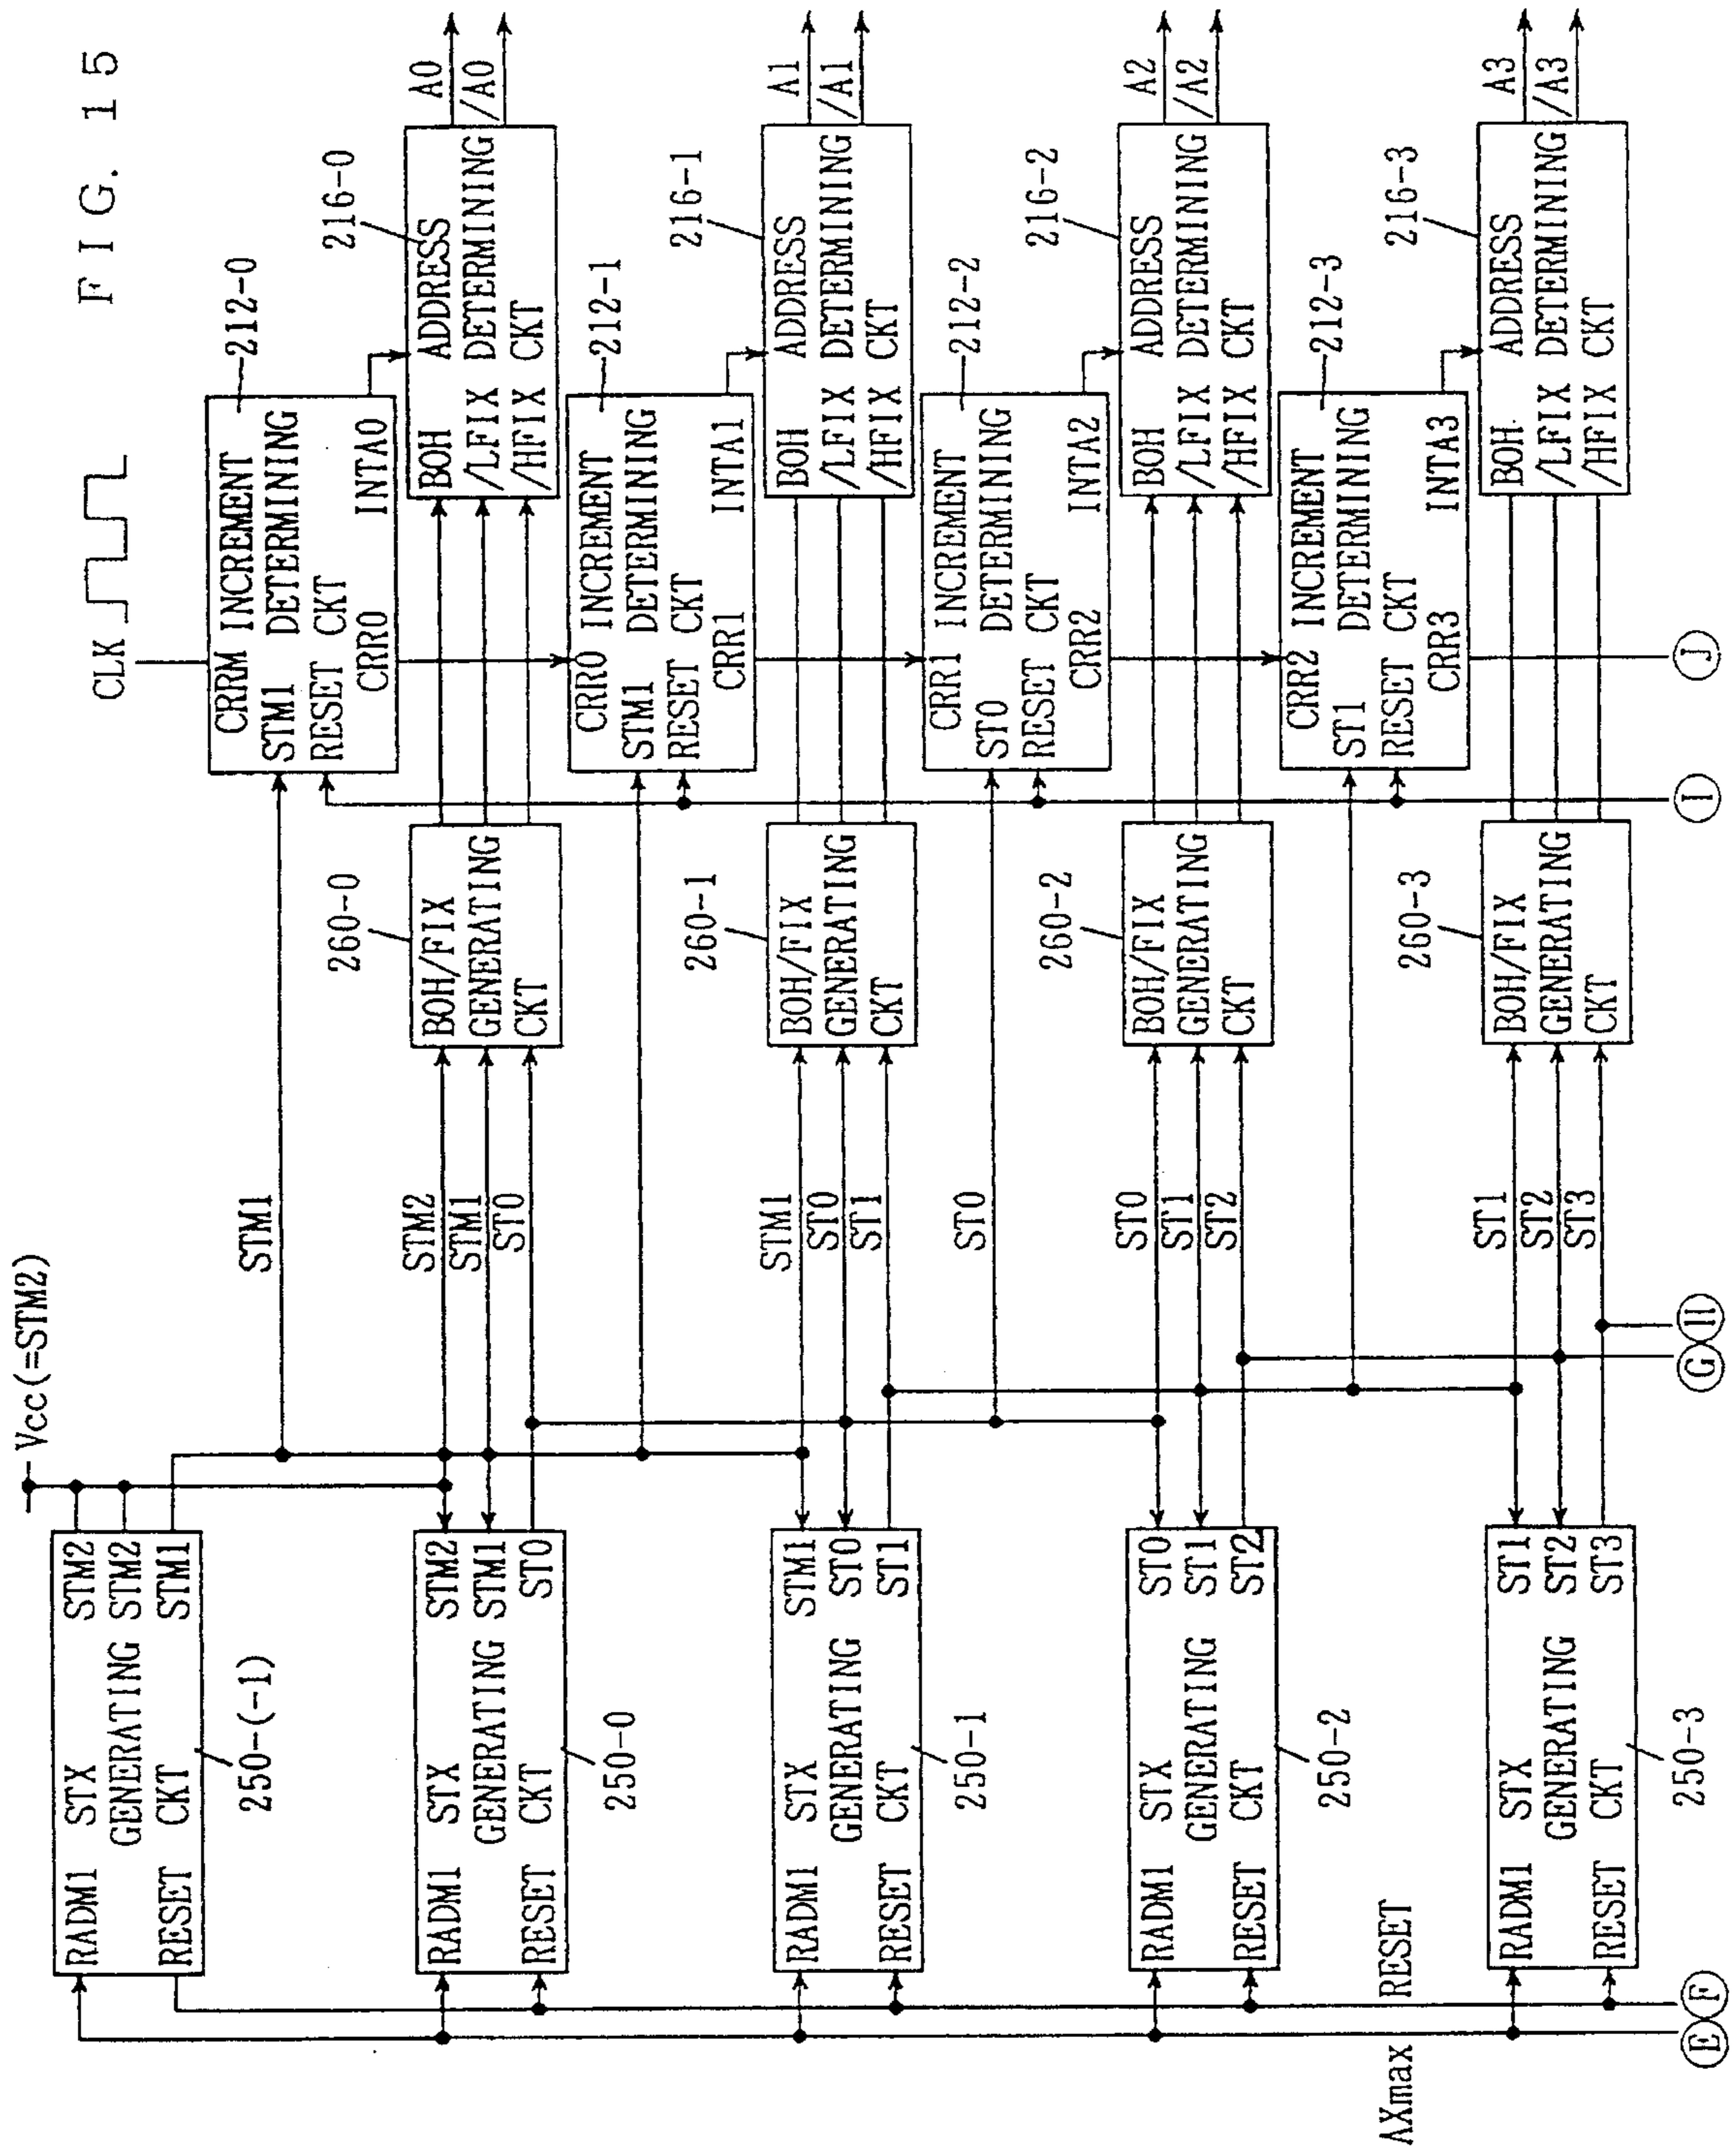 FIG. 15
CLK
Vcc(=STM2)
RADM1 STX STM2
GENERATING STM2
RESET CKT STM1
250-(-1)
STM1
CRRM INCREMENT
STM1 DETERMINING
RESET CKT
CRR0 INTA0
212-0
RADM1 STX STM2
GENERATING STM1
RESET CKT ST0
250-0
STM2
STM1
ST0
BOH/FIX
GENERATING
CKT
260-0
BOH ADDRESS
/LFIX DETERMINING
/HFIX CKT
216-0
A0
/A0
CRR0 INCREMENT
STM1 DETERMINING
RESET CKT
CRR1 INTA1
212-1
RADM1 STX STM1
GENERATING ST0
RESET CKT ST1
250-1
STM1
ST0
ST1
BOH/FIX
GENERATING
CKT
260-1
BOH ADDRESS
/LFIX DETERMINING
/HFIX CKT
216-1
A1
/A1
ST0
CRR1 INCREMENT
ST0 DETERMINING
RESET CKT
CRR2 INTA2
212-2
RADM1 STX ST0
GENERATING ST1
RESET CKT ST2
250-2
ST0
ST1
ST2
BOH/FIX
GENERATING
CKT
260-2
BOH ADDRESS
/LFIX DETERMINING
/HFIX CKT
216-2
A2
/A2
CRR2 INCREMENT
ST1 DETERMINING
RESET CKT
CRR3 INTA3
212-3
RADM1 STX ST1
GENERATING ST2
RESET CKT ST3
250-3
ST1
ST2
ST3
BOH/FIX
GENERATING
CKT
260-3
BOH ADDRESS
/LFIX DETERMINING
/HFIX CKT
216-3
A3
/A3
AXmax RESET
E F G H I J